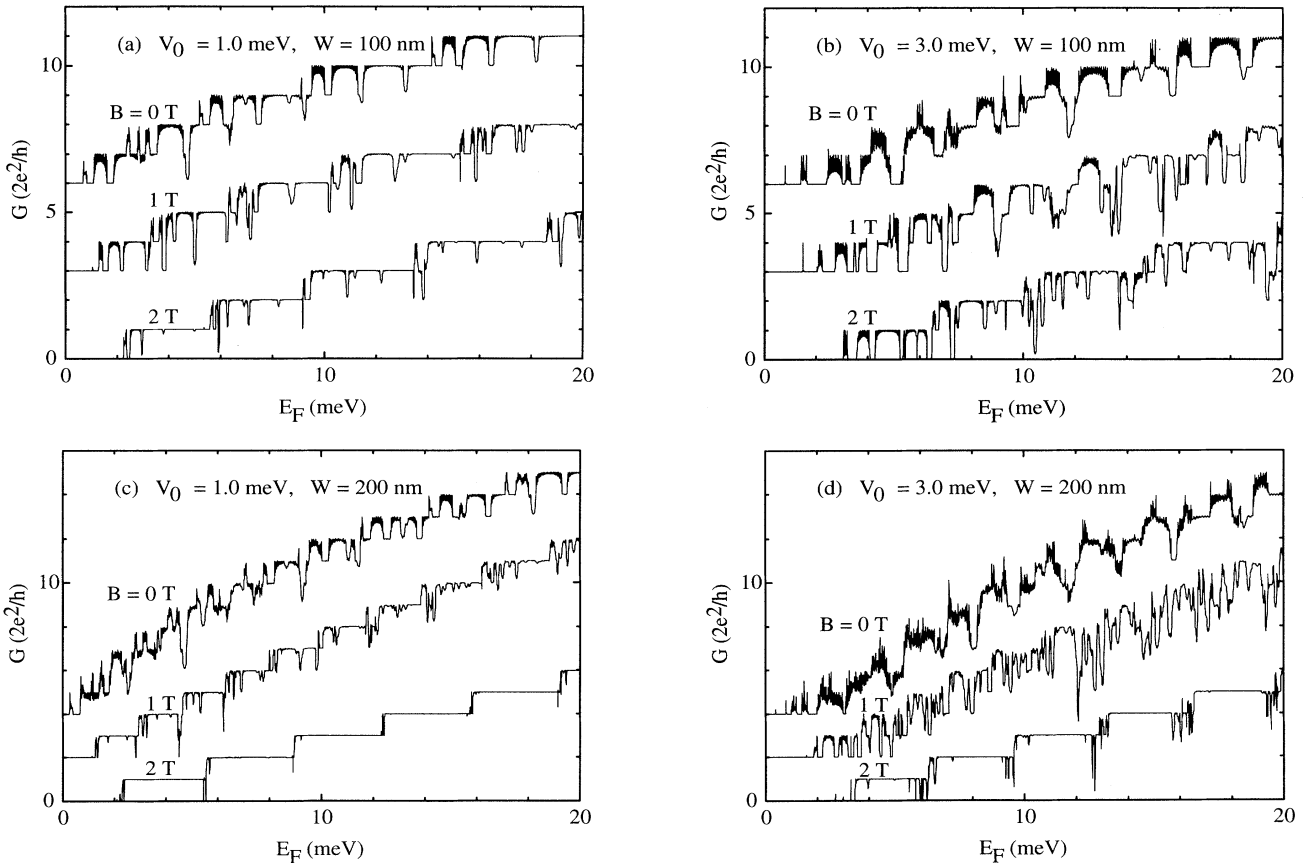 (a) V0 = 1.0 meV, W = 100 nm
10
B = 0 T
G (2e2/h)
1 T
5
2 T
0
0 10 20
EF (meV)
(b) V0 = 3.0 meV, W = 100 nm
10
B = 0 T
G (2e2/h)
1 T
5
2 T
0
0 10 20
EF (meV)
(c) V0 = 1.0 meV, W = 200 nm
10
B = 0 T
G (2e2/h)
1 T
2 T
0
0 10 20
EF (meV)
(d) V0 = 3.0 meV, W = 200 nm
10
B = 0 T
G (2e2/h)
1 T
2 T
0
0 10 20
EF (meV)